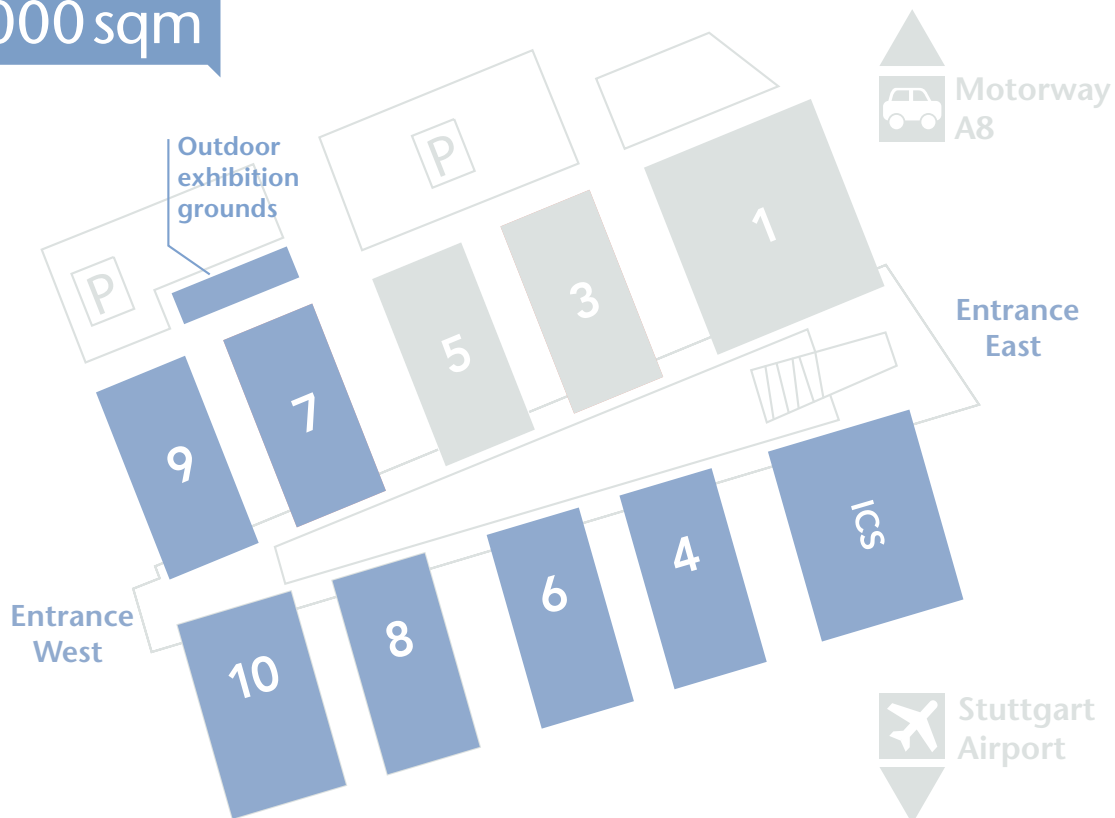 000 sqm
Outdoor
exhibition
grounds
P
P
Motorway
A8
1
3
5
7
9
Entrance
East
ICS
4
6
8
10
Entrance
West
Stuttgart
Airport